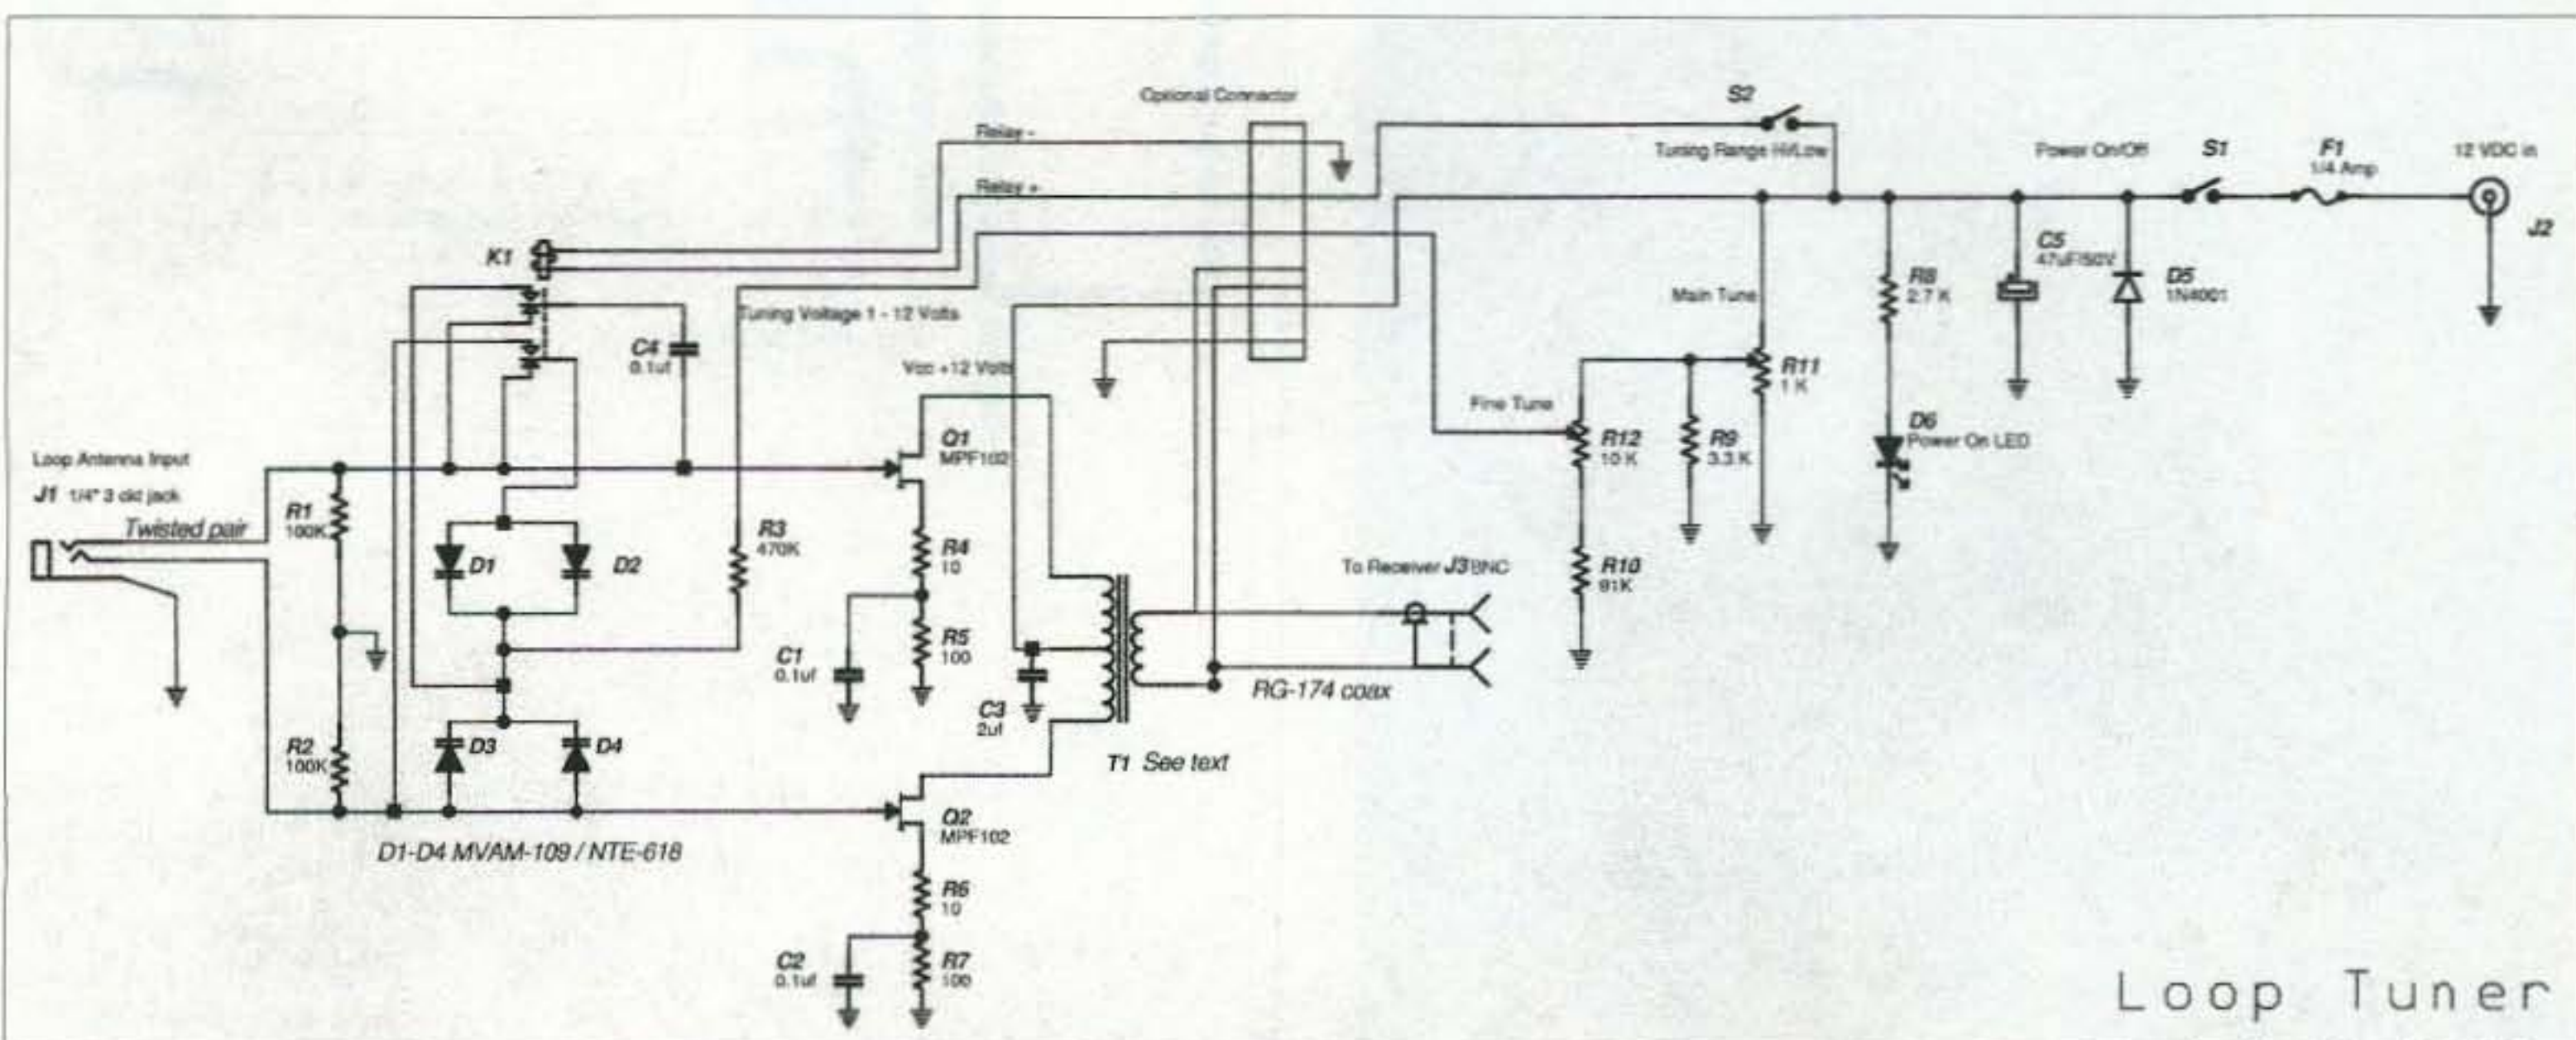 Optional Connector
S2
Relay -
Tuning Range Hi/Low
Power On/Off
S1
F1
1/4 Amp
12 VDC in
J2
Relay +
K1
C5
47uF/50V
D5
1N4001
R8
2.7 K
Main Tune
Tuning Voltage 1 - 12 Volts
C4
0.1uf
Vcc +12 Volts
R11
1 K
Fine Tune
D6
Power On LED
R12
10 K
R9
3.3 K
Q1
MPF102
Loop Antenna Input
J1 1/4" 3 ckt jack
Twisted pair
R1
100K
R3
470K
R4
10
D1
D2
To Receiver J3 BNC
R10
91K
R5
100
C1
0.1uf
RG-174 coax
C3
2uf
R2
100K
D3
D4
T1 See text
Q2
MPF102
D1-D4 MVAM-109 / NTE-618
R6
10
C2
0.1uf
R7
100
Loop Tuner